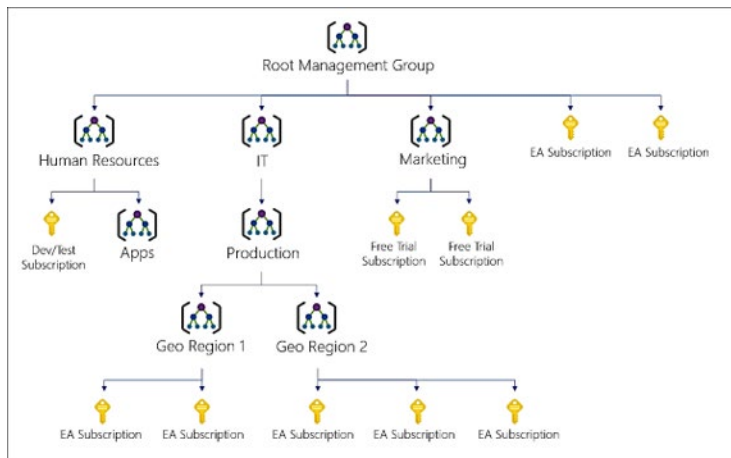 Root Management Group
Human Resources
IT
Marketing
EA Subscription
EA Subscription
Dev/Test
Subscription
Apps
Production
Free Trial
Subscription
Free Trial
Subscription
Geo Region 1
Geo Region 2
EA Subscription
EA Subscription
EA Subscription
EA Subscription
EA Subscription